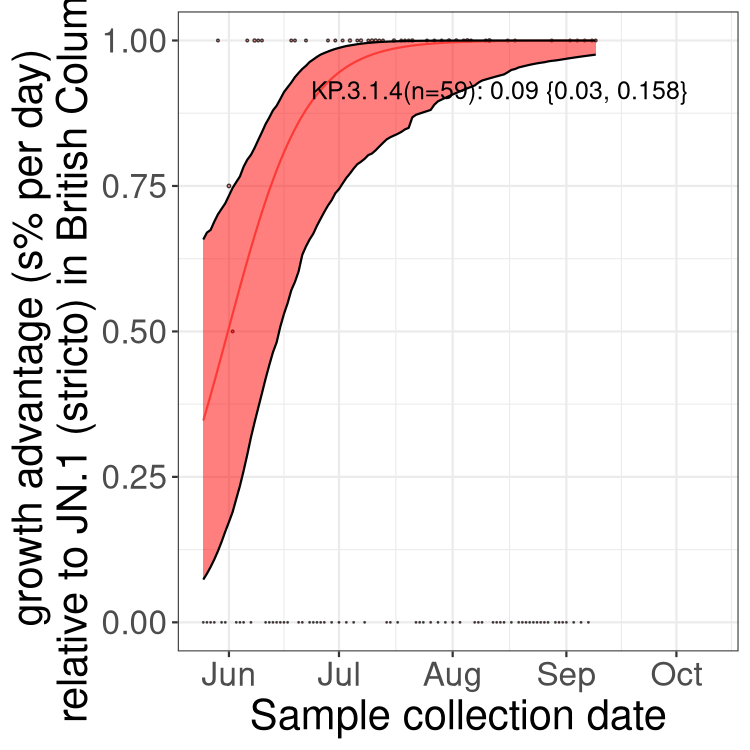 growth advantage (s% per day)
relative to JN.1 (stricto) in British Colum
1.00
0.75
0.50
0.25
0.00
KP.3.1.4(n=59): 0.09 {0.03, 0.158}
Jun Jul Aug Sep Oct
Sample collection date